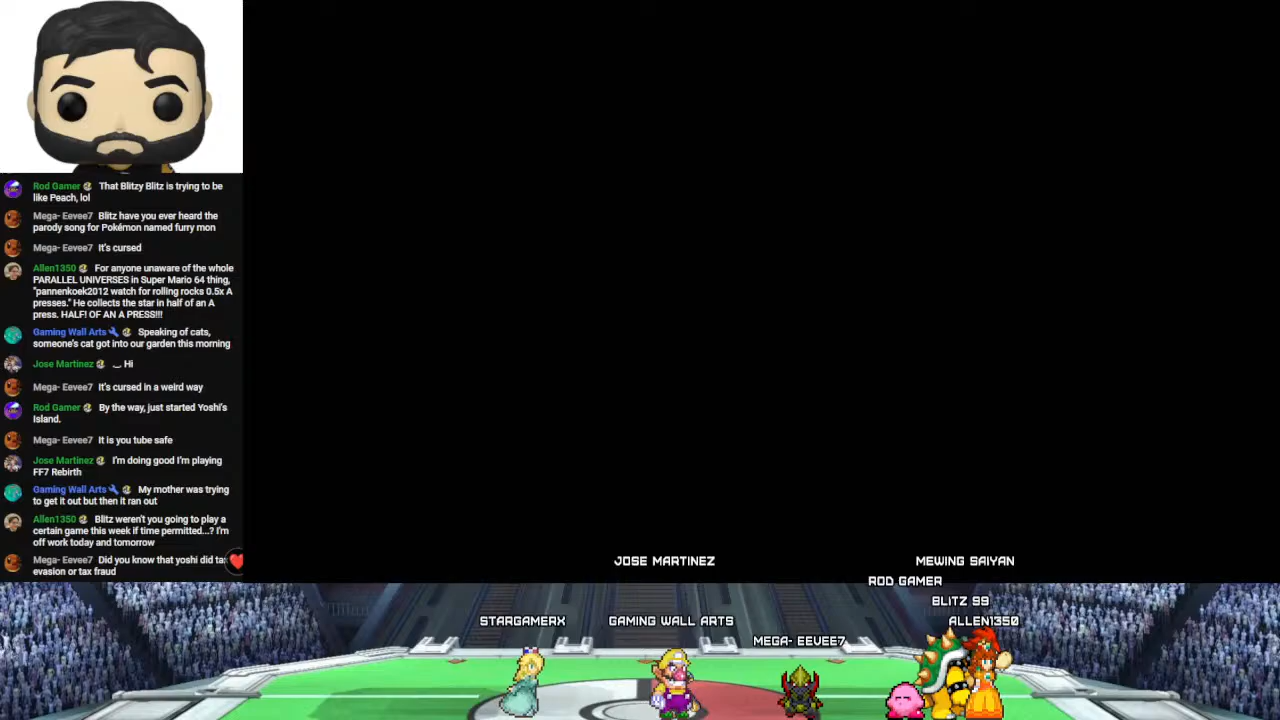 Rod Gamer That Blitzy Blitz is trying to be
like Peach, lol
Mega- Eevee7 Blitz have you ever heard the
parody song for Pokémon named furry mon
Mega- Eevee7 It's cursed
Allen1350 For anyone unaware of the whole
PARALLEL UNIVERSES in Super Mario 64 thing,
"pannenkoek2012 watch for rolling rocks 0.5x A
presses." He collects the star in half of an A
press. HALF! OF AN A PRESS!!!
Gaming Wall Arts Speaking of cats,
someone's cat got into our garden this morning
Jose Martinez Hi
Mega- Eevee7 It's cursed in a weird way
Rod Gamer By the way, just started Yoshi's
Island.
Mega- Eevee7 It is you tube safe
Jose Martinez I'm doing good I'm playing
FF7 Rebirth
Gaming Wall Arts My mother was trying
to get it out but then it ran out
Allen1350 Blitz weren't you going to play a
certain game this week if time permitted...? I'm
off work today and tomorrow
Mega- Eevee7 Did you know that yoshi did tax
evasion or tax fraud
JOSE MARTINEZ
MEWING SAIYAN
ROD GAMER
BLITZ 99
STARGAMERX
GAMING WALL ARTS
ALLEN1350
MEGA- EEVEE7